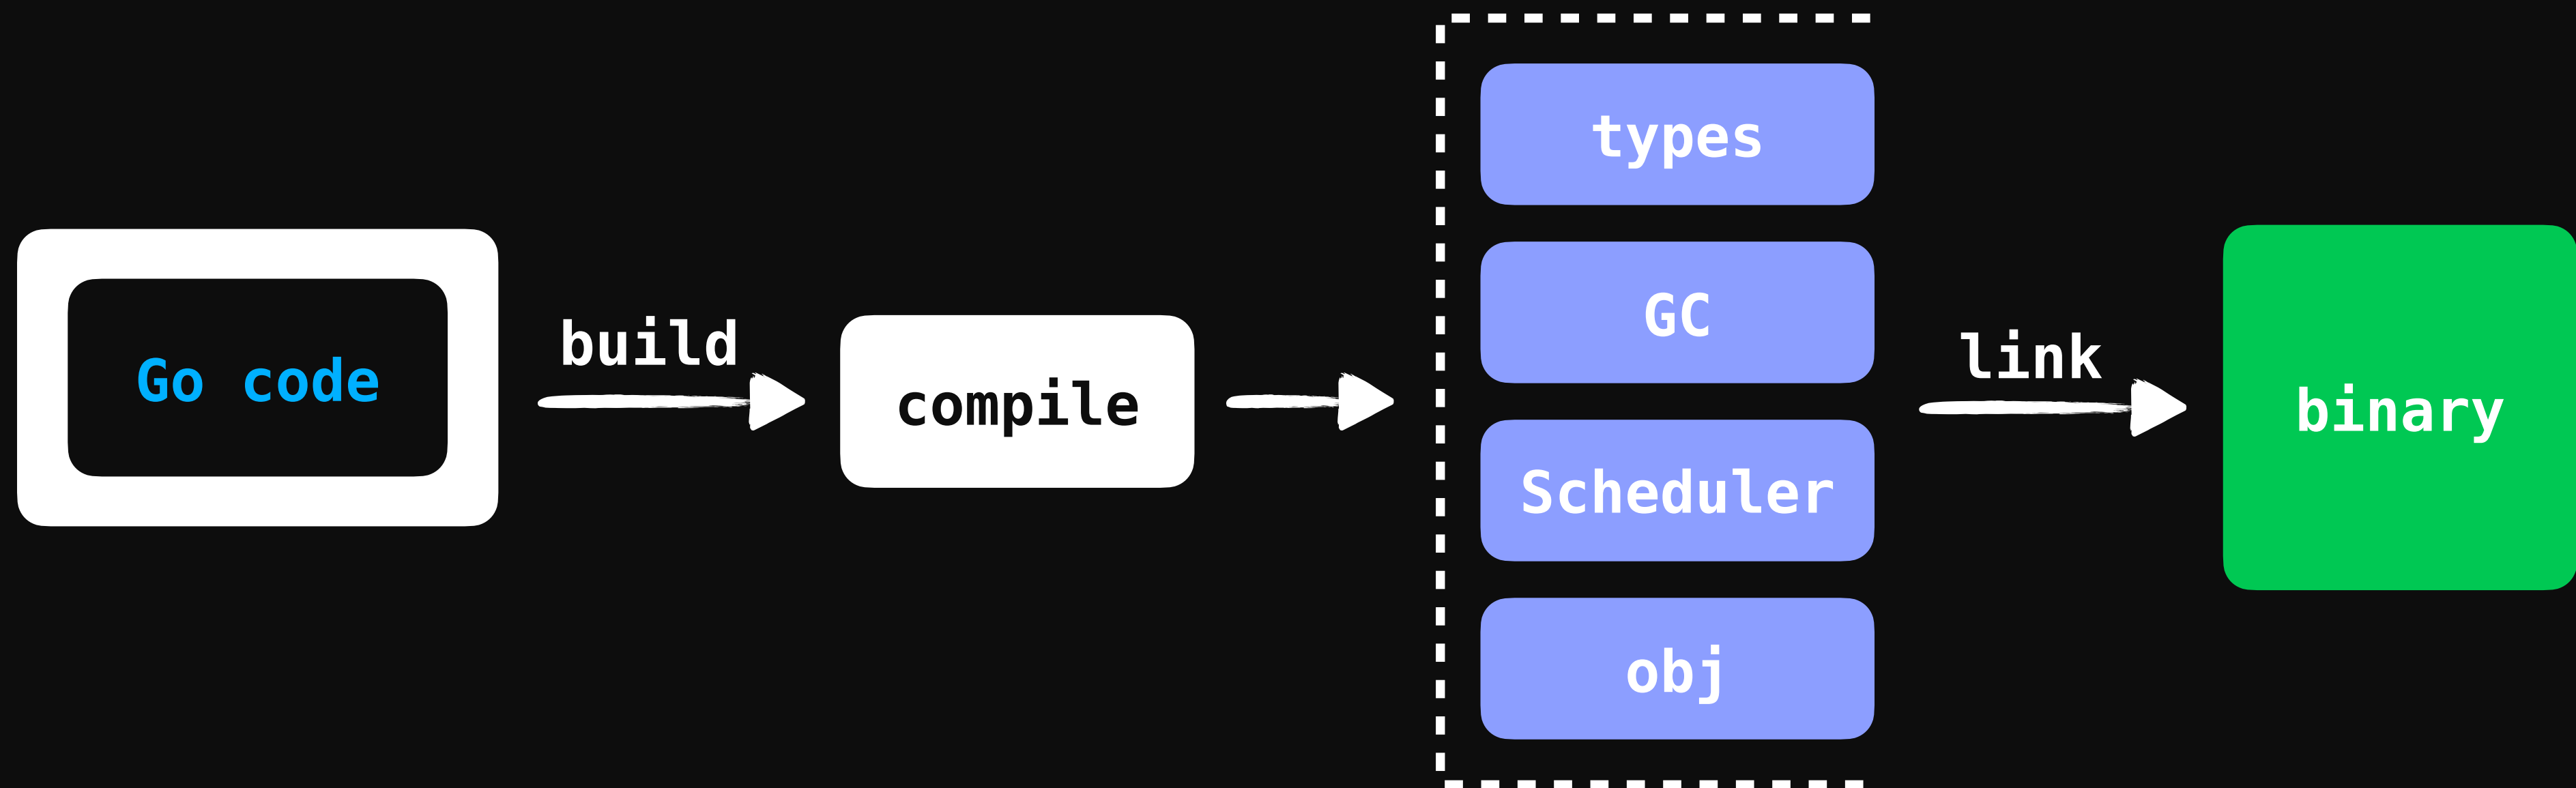 Go code
build
compile
types
GC
Scheduler
obj
link
binary